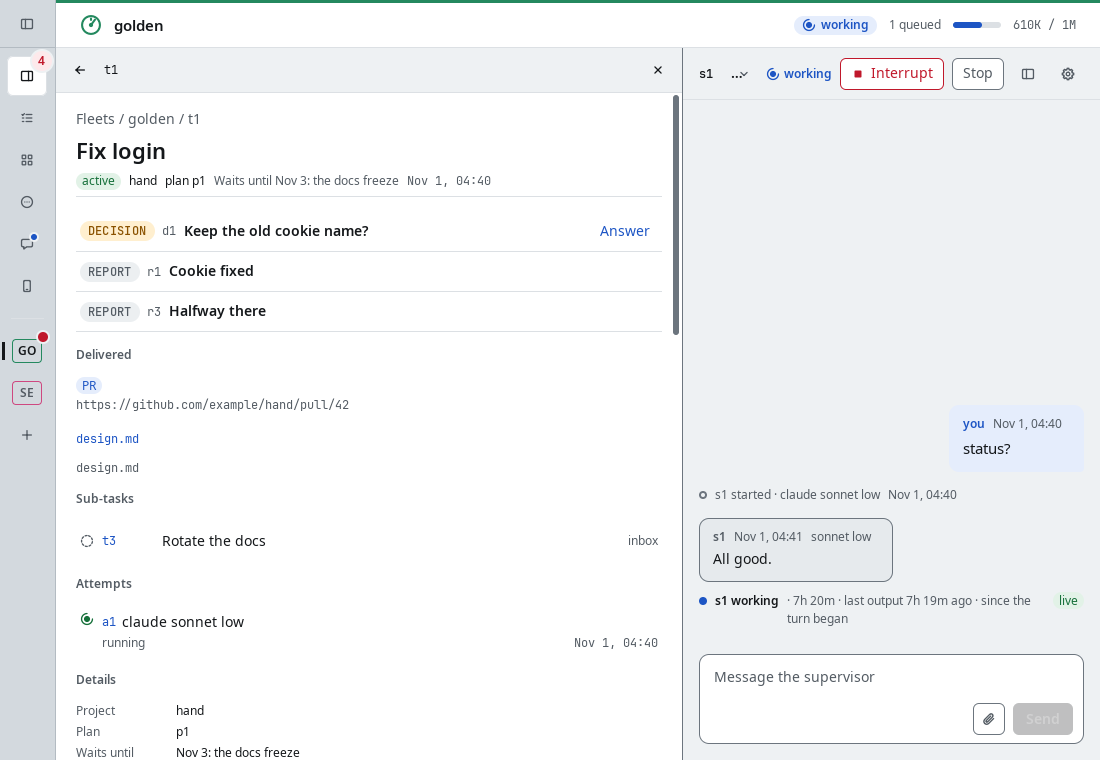 golden
working
1 queued
610K / 1M
4
GO
SE
t1
Fleets / golden / t1
Fix login
active hand plan p1 Waits until Nov 3: the docs freeze Nov 1, 04:40
DECISION d1 Keep the old cookie name? Answer
REPORT r1 Cookie fixed
REPORT r3 Halfway there
Delivered
PR
https://github.com/example/hand/pull/42
design.md
design.md
Sub-tasks
t3 Rotate the docs inbox
Attempts
a1 claude sonnet low
running Nov 1, 04:40
Details
Project hand
Plan p1
Waits until Nov 3: the docs freeze
s1 ... working Interrupt Stop
you Nov 1, 04:40
status?
s1 started · claude sonnet low Nov 1, 04:40
s1 Nov 1, 04:41 sonnet low
All good.
s1 working · 7h 20m · last output 7h 19m ago · since the live
turn began
Message the supervisor
Send